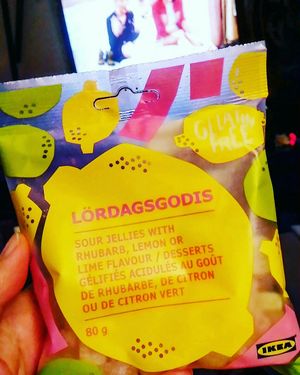 GELATIN
FREE
LÖRDAGSGODIS
SOUR JELLIES WITH
RHUBARB, LEMON OR
LIME FLAVOUR / DESSERTS
GÉLIFIÉS ACIDULÉS AU GOÛT
DE RHUBARBE, DE CITRON
OU DE CITRON VERT
80 g
IKEA